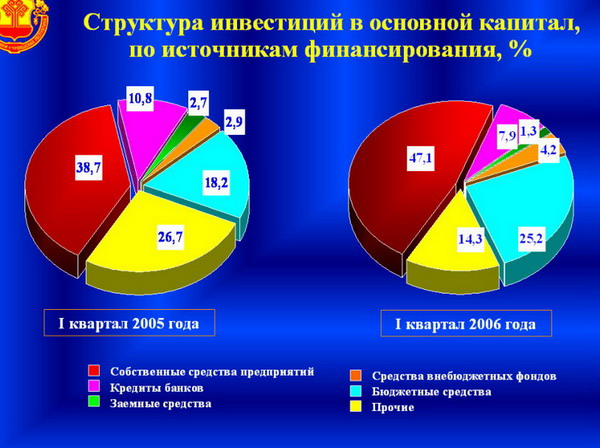 Структура инвестиций в основной капитал,
по источникам финансирования, %
10,8
2,7
2,9
38,7
18,2
26,7
7,9
1,3
4,2
47,1
14,3
25,2
I квартал 2005 года
I квартал 2006 года
Собственные средства предприятий
Кредиты банков
Заемные средства
Средства внебюджетных фондов
Бюджетные средства
Прочие